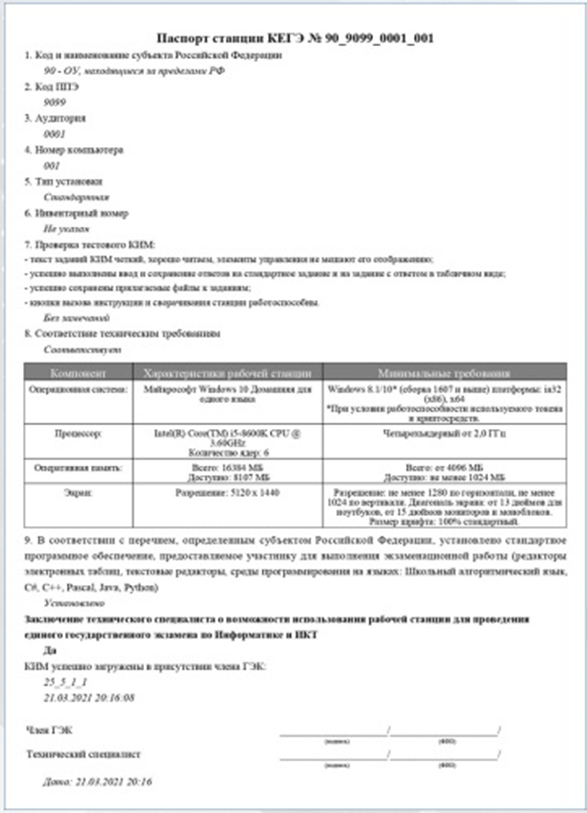 Паспорт станции КЕГЭ № 90_9099_0001_001
1. Код и наименование субъекта Российской Федерации
90 - ОУ, находящиеся за пределами РФ
2. Код ППЭ
9099
3. Аудитория
0001
4. Номер компьютера
001
5. Тип установки
Стандартная
6. Инвентарный номер
Не указан
7. Проверка тестового КИМ:
- текст заданий КИМ четкий, хорошо читаем, элементы управления не мешают его отображению;
- успешно выполнены ввод и сохранение ответов на стандартное задание и на задание с ответом в табличном виде;
- успешно сохранены прилагаемые файлы к заданиям;
- кнопки вызова инструкции и сворачивания станции работоспособны.
Без замечаний
8. Соответствие техническим требованиям
Соответствует
Компонент Характеристики рабочей станции Минимальные требования
Операционная система: Майкрософт Windows 10 Домашняя для Windows 8.1/10* (сборка 1607 и выше) платформы: ia32
одного языка (x86), x64
*При условии работоспособности используемого токена
и криптосредств.
Процессор: Intel(R) Core(TM) i5-8600K CPU @ Четырехъядерный от 2,0 ГГц
3.60GHz
Количество ядер: 6
Оперативная память: Всего: 16384 МБ Всего: от 4096 МБ
Доступно: 8107 МБ Доступно: не менее 1024 МБ
Экран: Разрешение: 5120 x 1440 Разрешение: не менее 1280 по горизонтали, не менее
1024 по вертикали. Диагональ экрана: от 13 дюймов для
ноутбуков, от 15 дюймов мониторов и моноблоков.
Размер шрифта: 100% стандартный.
9. В соответствии с перечнем, определенным субъектом Российской Федерации, установлено стандартное
программное обеспечение, предоставляемое участнику для выполнения экзаменационной работы (редакторы
электронных таблиц, текстовые редакторы, среды программирования на языках: Школьный алгоритмический язык,
C#, C++, Pascal, Java, Python)
Установлено
Заключение технического специалиста о возможности использования рабочей станции для проведения
единого государственного экзамена по Информатике и ИКТ
Да
КИМ успешно загружены в присутствии члена ГЭК:
25_5_1_1
21.03.2021 20:16:08
Член ГЭК / /
(подпись) (ФИО)
Технический специалист / /
(подпись) (ФИО)
Дата: 21.03.2021 20:16